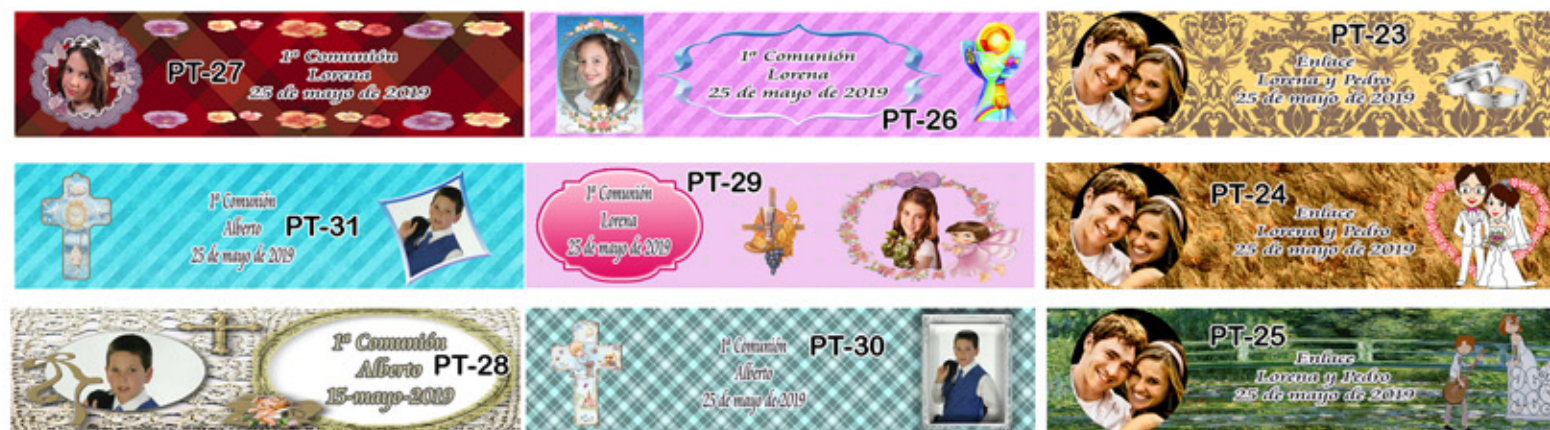 PT-27
1ª Comunión
Lorena
25 de mayo de 2019
1ª Comunión
Lorena
25 de mayo de 2019
PT-26
PT-23
Enlace
Lorena y Pedro
25 de mayo de 2019
1ª Comunión
Alberto
25 de mayo de 2019
PT-31
PT-29
1ª Comunión
Lorena
25 de mayo de 2019
PT-24
Enlace
Lorena y Pedro
25 de mayo de 2019
1ª Comunión
Alberto
15-mayo-2019
PT-28
1ª Comunión
Alberto
25 de mayo de 2019
PT-30
PT-25
Enlace
Lorena y Pedro
25 de mayo de 2019